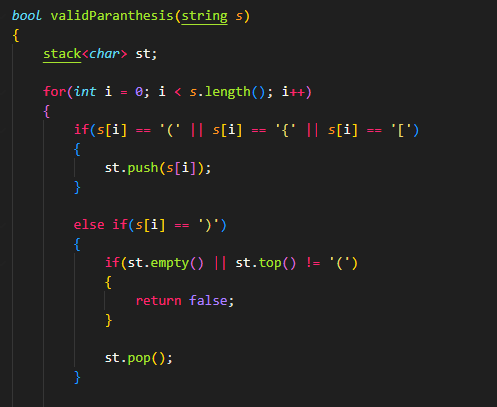 bool validParanthesis(string s)
{
stack<char> st;
for(int i = 0; i < s.length(); i++)
{
if(s[i] == '(' || s[i] == '{' || s[i] == '[')
{
st.push(s[i]);
}
else if(s[i] == ')')
{
if(st.empty() || st.top() != '(')
{
return false;
}
st.pop();
}